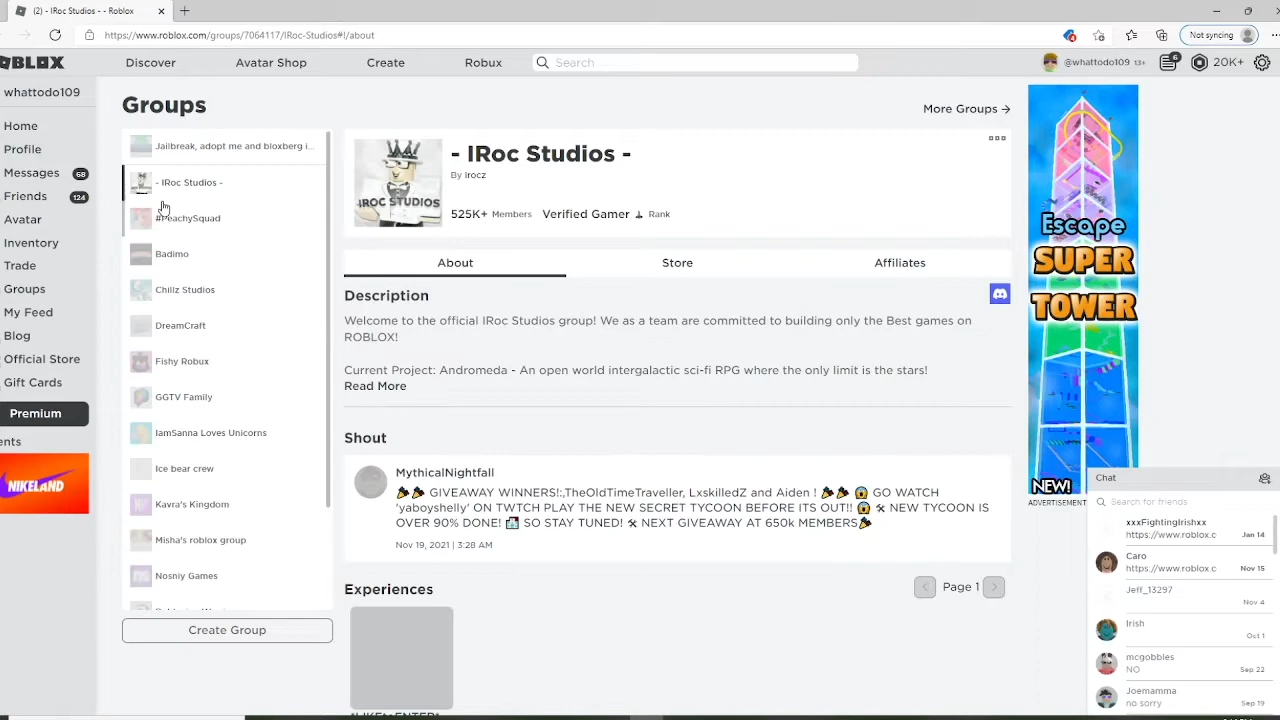 (2) - IRoc Studios - - Roblox
https://www.roblox.com/groups/7064117/IRoc-Studios#!/about
Not syncing
BLOX
Discover
Avatar Shop
Create
Robux
Search
@whattodo109 13+
6
20K+
whattodo109
Home
Profile
Messages 68
Friends 124
Avatar
Inventory
Trade
Groups
My Feed
Blog
Official Store
Gift Cards
Premium
ents
NIKELAND
Groups
More Groups →
Jailbreak, adopt me and bloxberg i...
- IRoc Studios -
#PeachySquad
Badimo
Chillz Studios
DreamCraft
Fishy Robux
GGTV Family
IamSanna Loves Unicorns
Ice bear crew
Kavra's Kingdom
Misha's roblox group
Nosniy Games
Create Group
IROC STUDIOS
- IRoc Studios -
By irocz
525K+ Members Verified Gamer Rank
About
Store
Affiliates
Description
Welcome to the official IRoc Studios group! We as a team are committed to building only the Best games on
ROBLOX!
Current Project: Andromeda - An open world intergalactic sci-fi RPG where the only limit is the stars!
Read More
Shout
MythicalNightfall
🎉🎉 GIVEAWAY WINNERS!:,TheOldTimeTraveller, LxskilledZ and Aiden ! 🎉🎉 😱 GO WATCH
'yaboyshelly' ON TWTCH PLAY THE NEW SECRET TYCOON BEFORE ITS OUT!! 😱 🛠 NEW TYCOON IS
OVER 90% DONE! 🏙 SO STAY TUNED! 🛠 NEXT GIVEAWAY AT 650k MEMBERS🎉
Nov 19, 2021 | 3:28 AM
Experiences
Page 1
Escape
SUPER
TOWER
NEW!
ADVERTISEMENT
Chat
Search for friends
xxxFightingIrishxx
https://www.roblox.c Jan 14
Caro
https://www.roblox.c Nov 15
Jeff_13297
Nov 4
Irish
Oct 1
mcgobbles
NO Sep 22
Joemamma
no sorry Sep 19